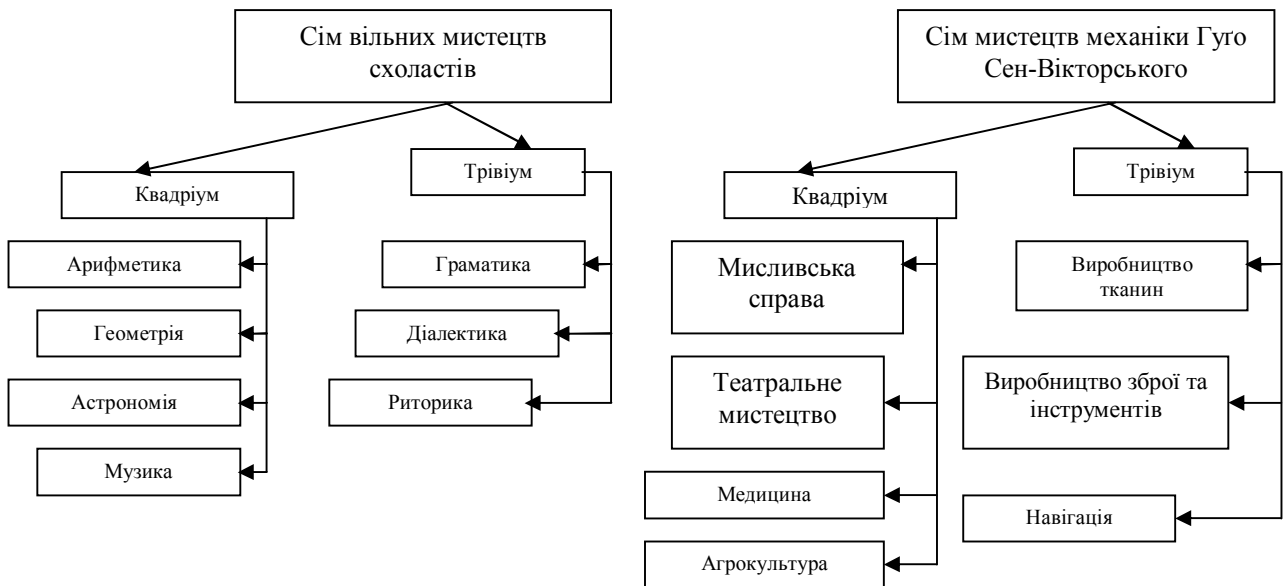 Сім вільних мистецтв
схоластів
Квадріум
Арифметика
Геометрія
Астрономія
Музика
Трівіум
Граматика
Діалектика
Риторика
Сім мистецтв механіки Гуґо
Сен-Вікторського
Квадріум
Мисливська
справа
Театральне
мистецтво
Медицина
Агрокультура
Трівіум
Виробництво
тканин
Виробництво зброї та
інструментів
Навігація